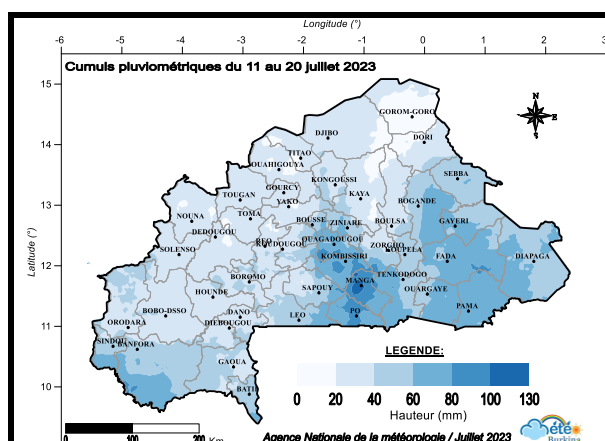 Longitude (°)
-6 -5 -4 -3 -2 -1 0 1 2 3
Cumuls pluviométriques du 11 au 20 juillet 2023
15
GOROM-GORO
N
E
S
14
DJIBO
DORI
TITAO
OUAHIGOUYA
SEBBA
KONGOUSSI
GOURCY
KAYA
13
TOUGAN
YAKO
BOGANDE
NOUNA
TOMA
BOUSSE
ZINIARE
BOULSA
GAYERI
DEDOUGOU
OUAGADOUGOU
SOLENSO
KOUDOUGOU
ZORGHO
KOUPELA
KOMBISSIRI
FADA
DIAPAGA
Latitude (°)
12
BOROMO
TENKODOGO
MANGA
HOUNDE
SAPOUY
OUARGAYE
BOBO-DSSO
DANO
LEO
PO
PAMA
11
ORODARA
DIEBOUGOU
SINDOU
BANFORA
LEGENDE:
GAOUA
10
BATIE
0 20 40 60 80 100 130
Hauteur (mm)
0 100 200 Km
Agence Nationale de la météorologie / Juillet 2023
Météo
Burkina